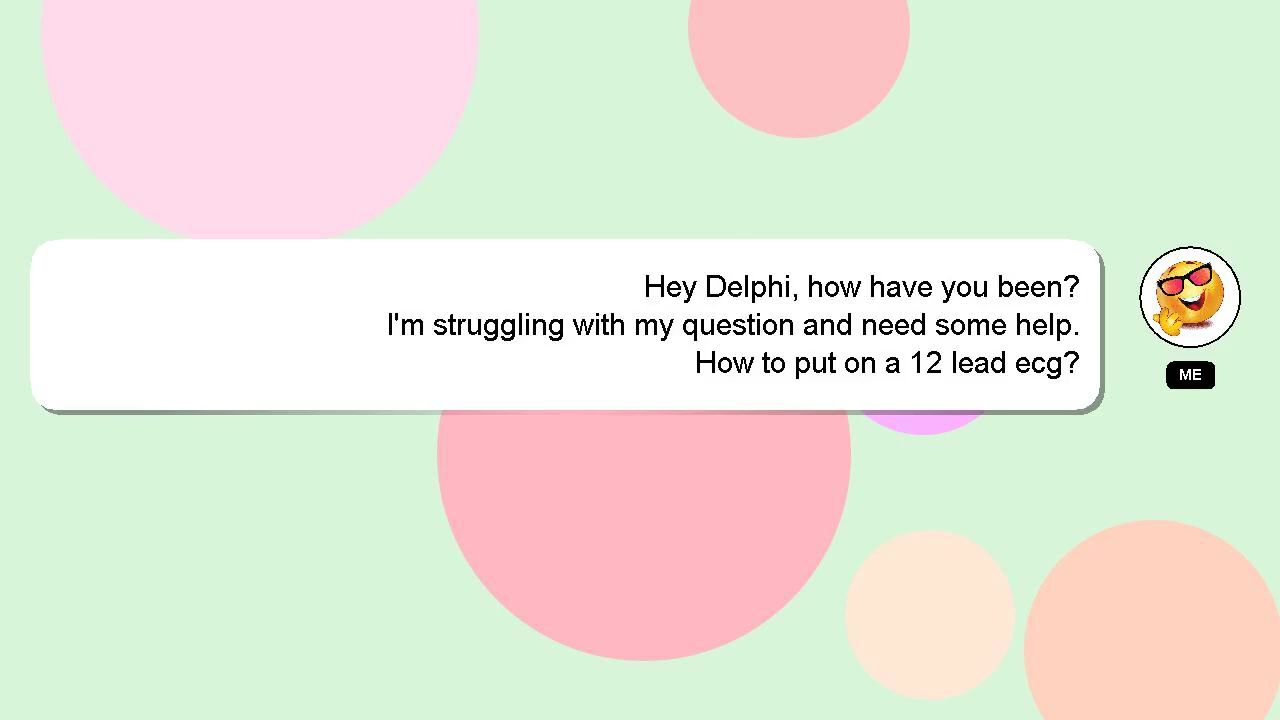 Hey Delphi, how have you been?
I'm struggling with my question and need some help.
How to put on a 12 lead ecg?
ME